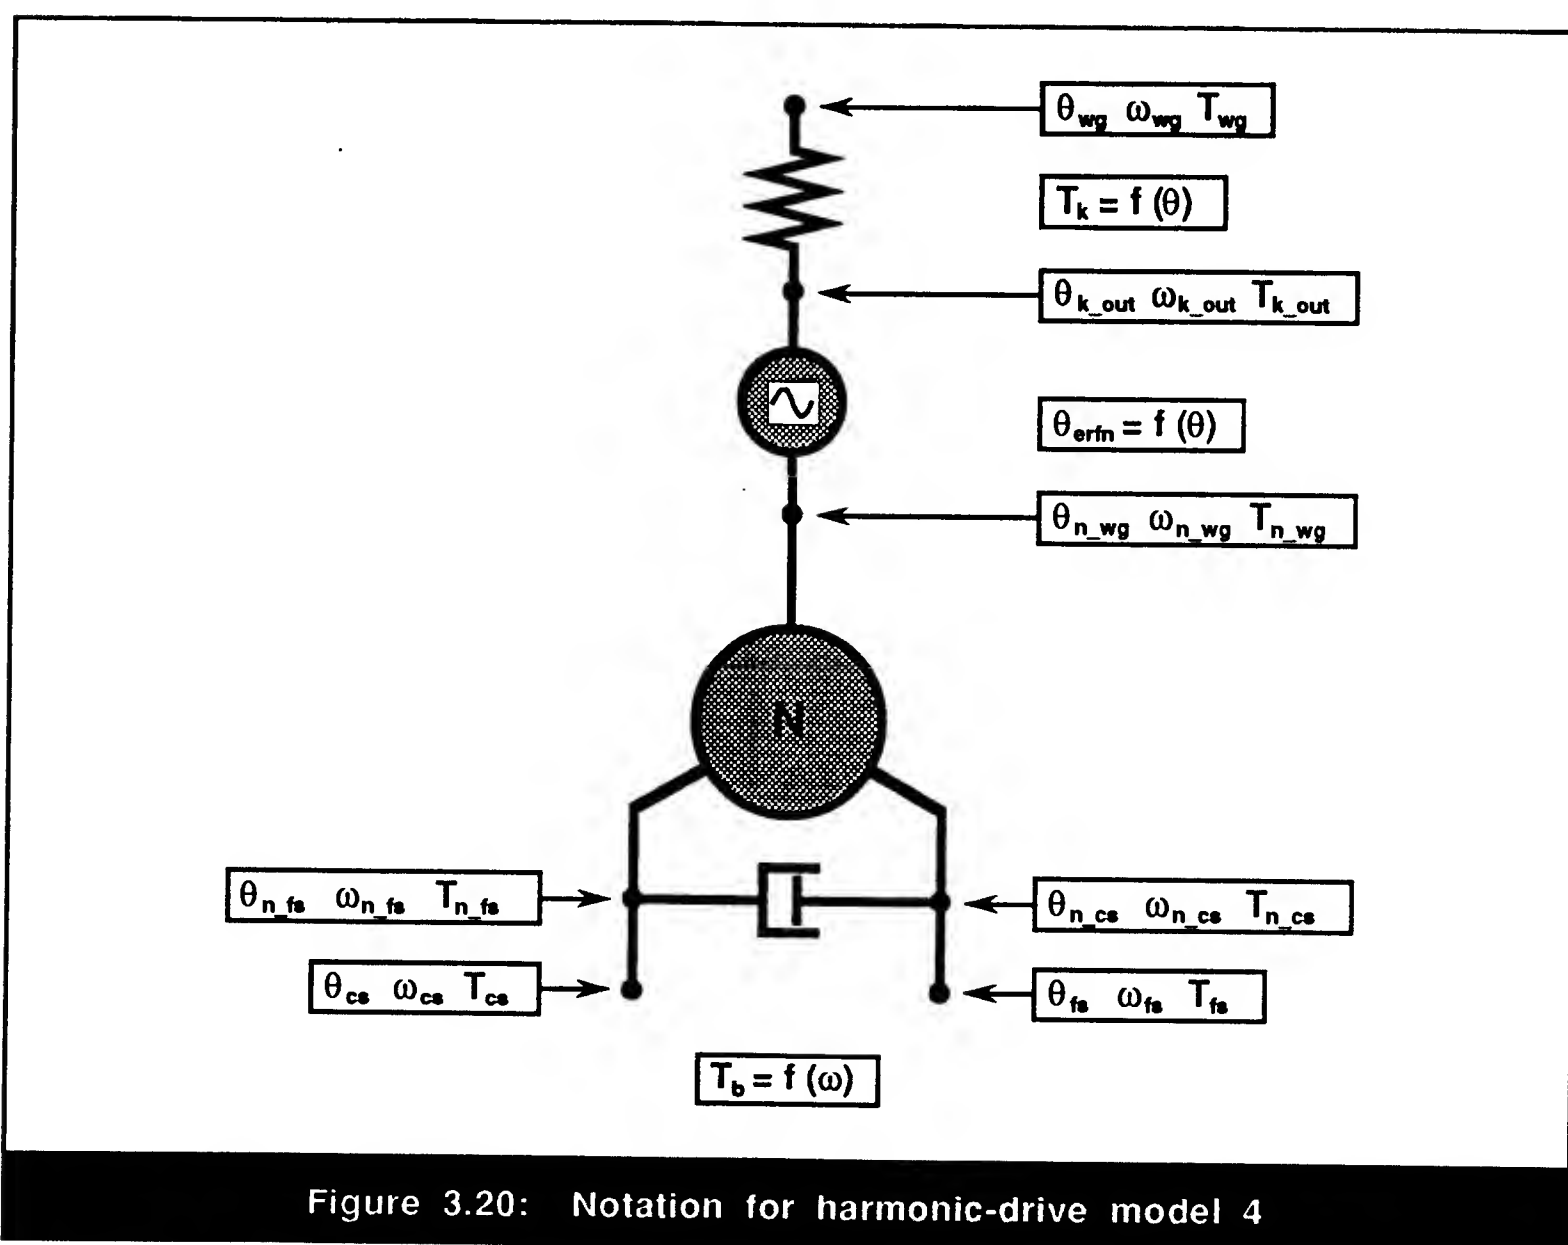 θwg ωwg Twg
Tk = f (θ)
θk_out ωk_out Tk_out
θerfn = f (θ)
θn_wg ωn_wg Tn_wg
N
θn_fs ωn_fs Tn_fs
θn_cs ωn_cs Tn_cs
θcs ωcs Tcs
θfs ωfs Tfs
Tb = f (ω)
Figure 3.20: Notation for harmonic-drive model 4